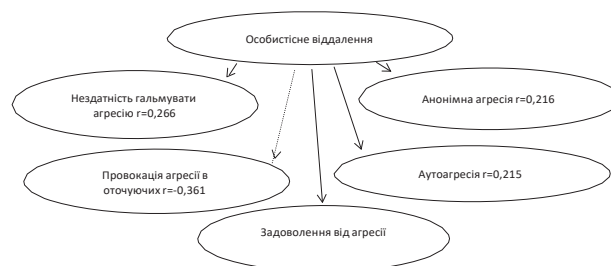 Особистісне віддалення
Нездатність гальмувати
агресію r=0,266
Анонімна агресія r=0,216
Провокація агресії в
оточуючих r=-0,361
Аутоагресія r=0,215
Задоволення від агресії